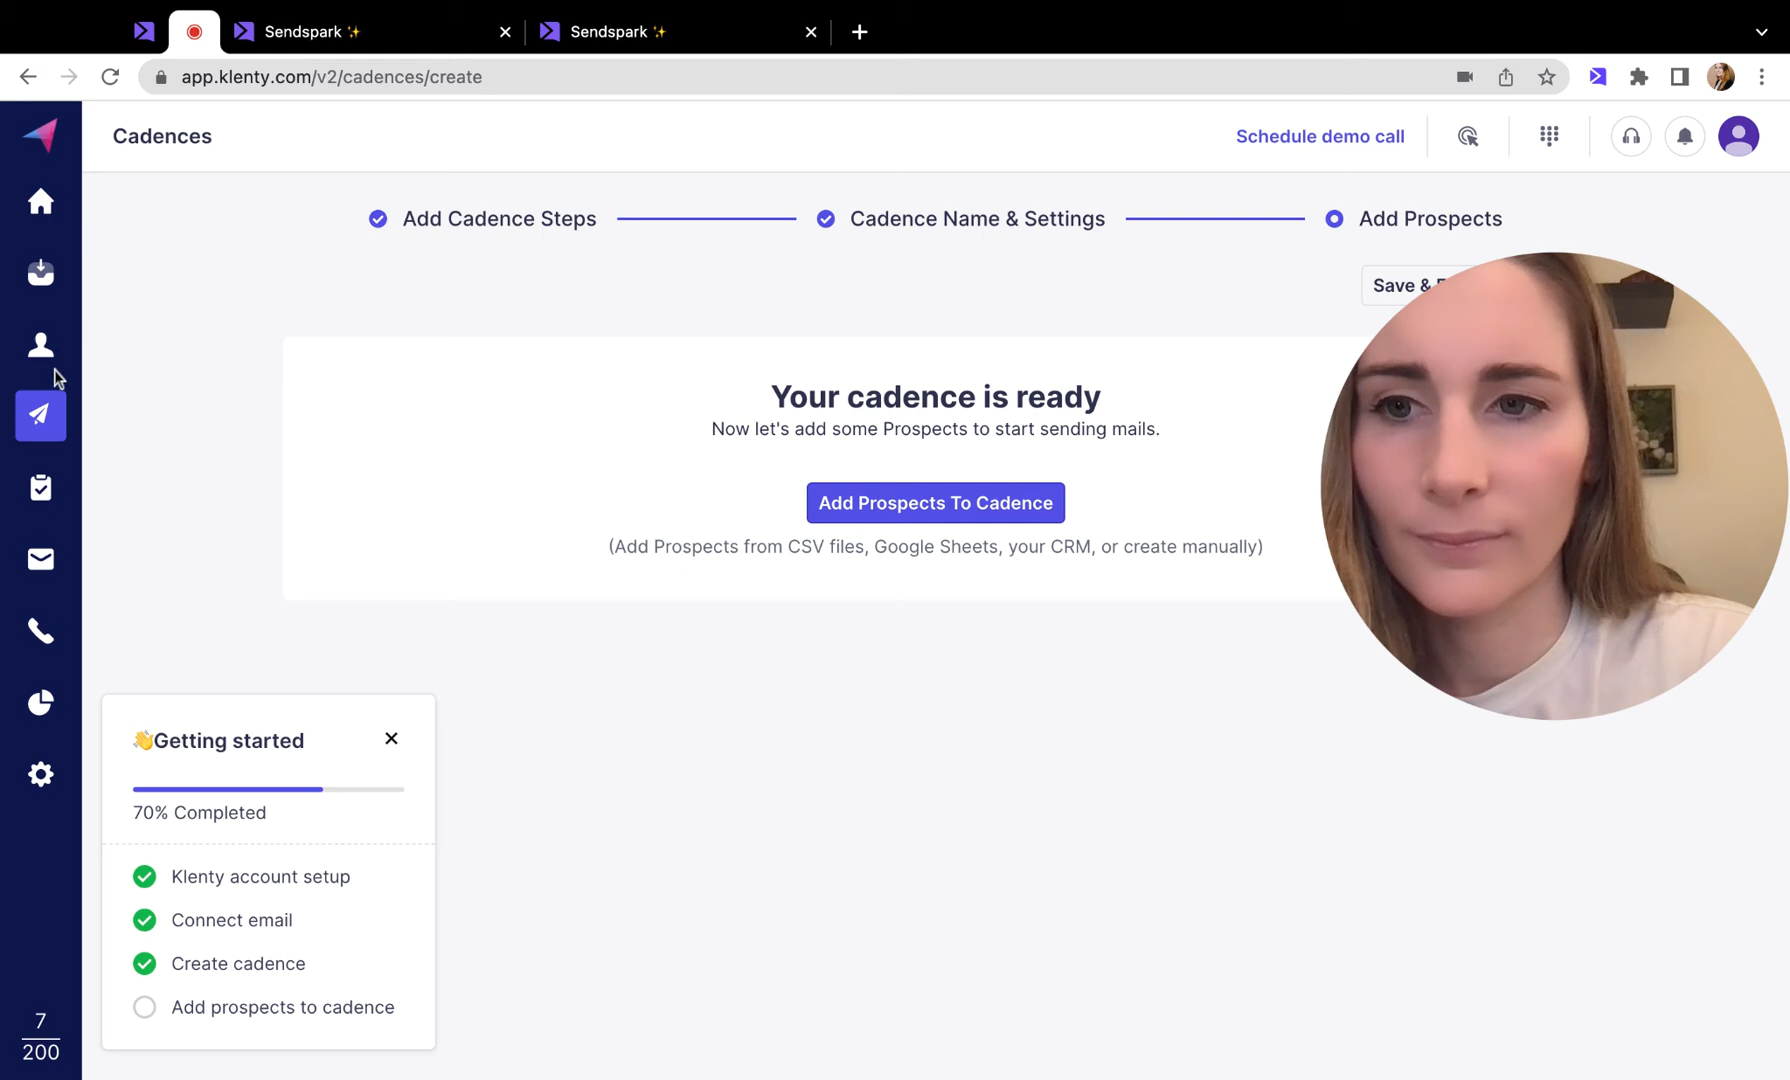 Sendspark ✨
Sendspark ✨
app.klenty.com/v2/cadences/create
Cadences
Schedule demo call
Add Cadence Steps
Cadence Name & Settings
Add Prospects
Save &
Your cadence is ready
Now let's add some Prospects to start sending mails.
Add Prospects To Cadence
(Add Prospects from CSV files, Google Sheets, your CRM, or create manually)
👋Getting started
70% Completed
Klenty account setup
Connect email
Create cadence
Add prospects to cadence
7
200